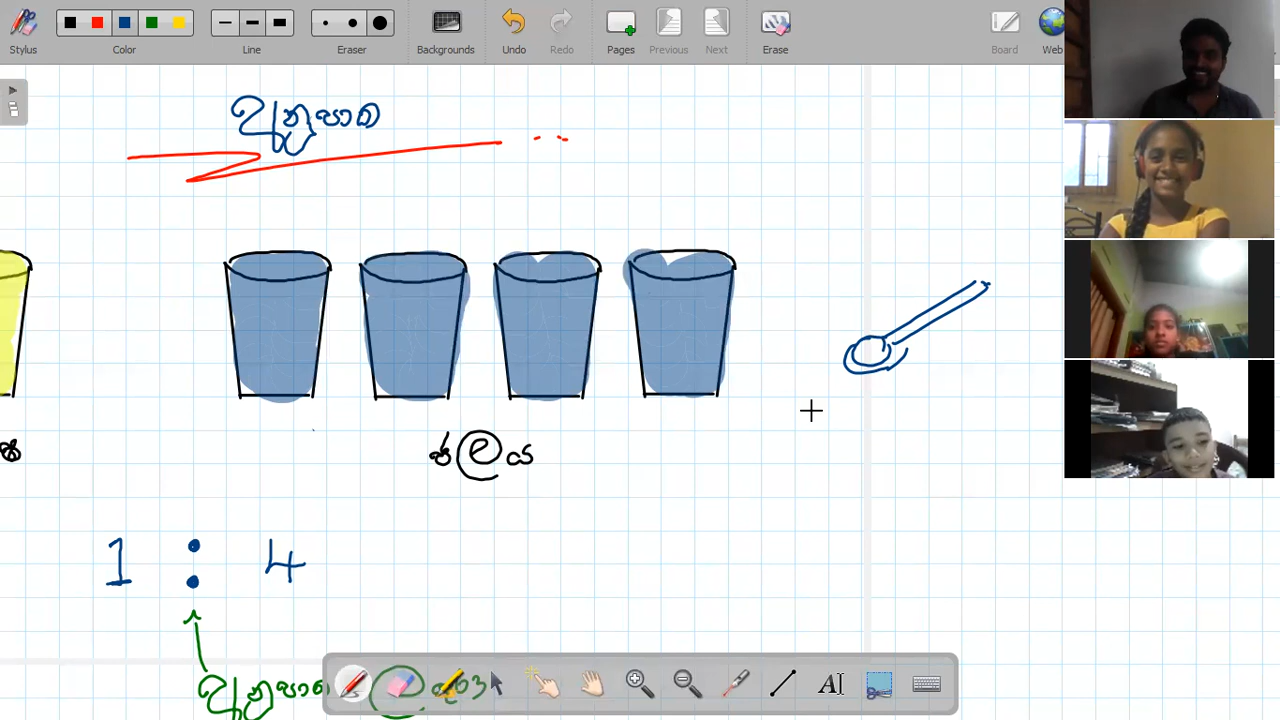 Stylus Color Line Eraser Backgrounds Undo Redo Pages Previous Next Erase Board Web
අනුපාත
ජලය
1 : 4
අනුපාත